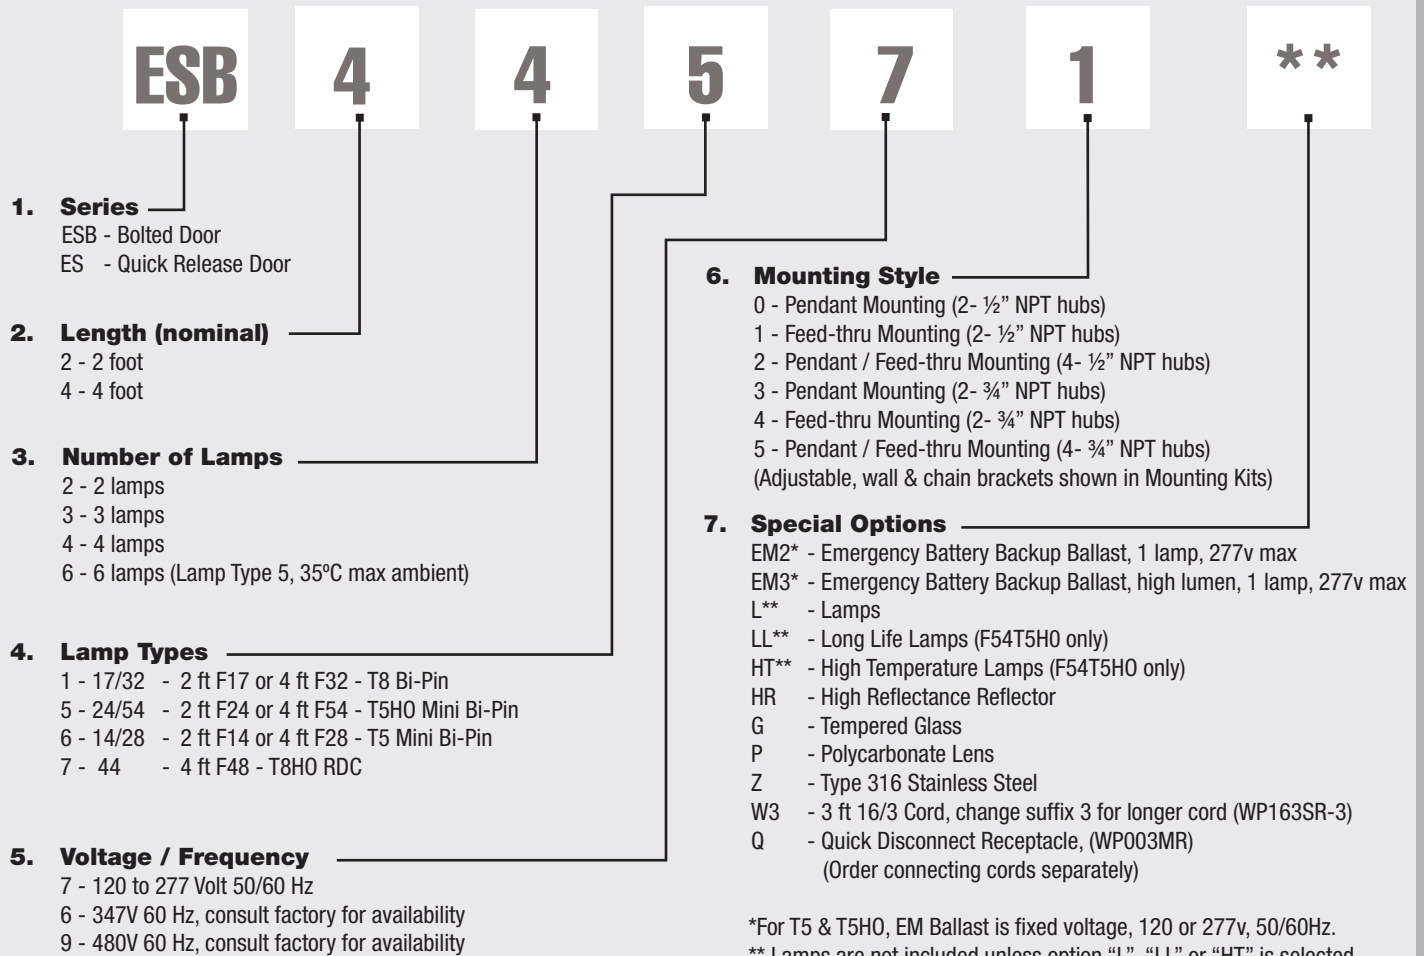 ESB 4 4 5 7 1 **
1. Series
ESB - Bolted Door
ES - Quick Release Door
2. Length (nominal)
2 - 2 foot
4 - 4 foot
3. Number of Lamps
2 - 2 lamps
3 - 3 lamps
4 - 4 lamps
6 - 6 lamps (Lamp Type 5, 35ºC max ambient)
4. Lamp Types
1 - 17/32 - 2 ft F17 or 4 ft F32 - T8 Bi-Pin
5 - 24/54 - 2 ft F24 or 4 ft F54 - T5HO Mini Bi-Pin
6 - 14/28 - 2 ft F14 or 4 ft F28 - T5 Mini Bi-Pin
7 - 44 - 4 ft F48 - T8HO RDC
5. Voltage / Frequency
7 - 120 to 277 Volt 50/60 Hz
6 - 347V 60 Hz, consult factory for availability
9 - 480V 60 Hz, consult factory for availability
6. Mounting Style
0 - Pendant Mounting (2- ½” NPT hubs)
1 - Feed-thru Mounting (2- ½” NPT hubs)
2 - Pendant / Feed-thru Mounting (4- ½” NPT hubs)
3 - Pendant Mounting (2- ¾” NPT hubs)
4 - Feed-thru Mounting (2- ¾” NPT hubs)
5 - Pendant / Feed-thru Mounting (4- ¾” NPT hubs)
(Adjustable, wall & chain brackets shown in Mounting Kits)
7. Special Options
EM2* - Emergency Battery Backup Ballast, 1 lamp, 277v max
EM3* - Emergency Battery Backup Ballast, high lumen, 1 lamp, 277v max
L** - Lamps
LL** - Long Life Lamps (F54T5HO only)
HT** - High Temperature Lamps (F54T5HO only)
HR - High Reflectance Reflector
G - Tempered Glass
P - Polycarbonate Lens
Z - Type 316 Stainless Steel
W3 - 3 ft 16/3 Cord, change suffix 3 for longer cord (WP163SR-3)
Q - Quick Disconnect Receptacle, (WP003MR)
(Order connecting cords separately)
*For T5 & T5HO, EM Ballast is fixed voltage, 120 or 277v, 50/60Hz.
** Lamps are not included unless option “L”, “LL” or “HT” is selected